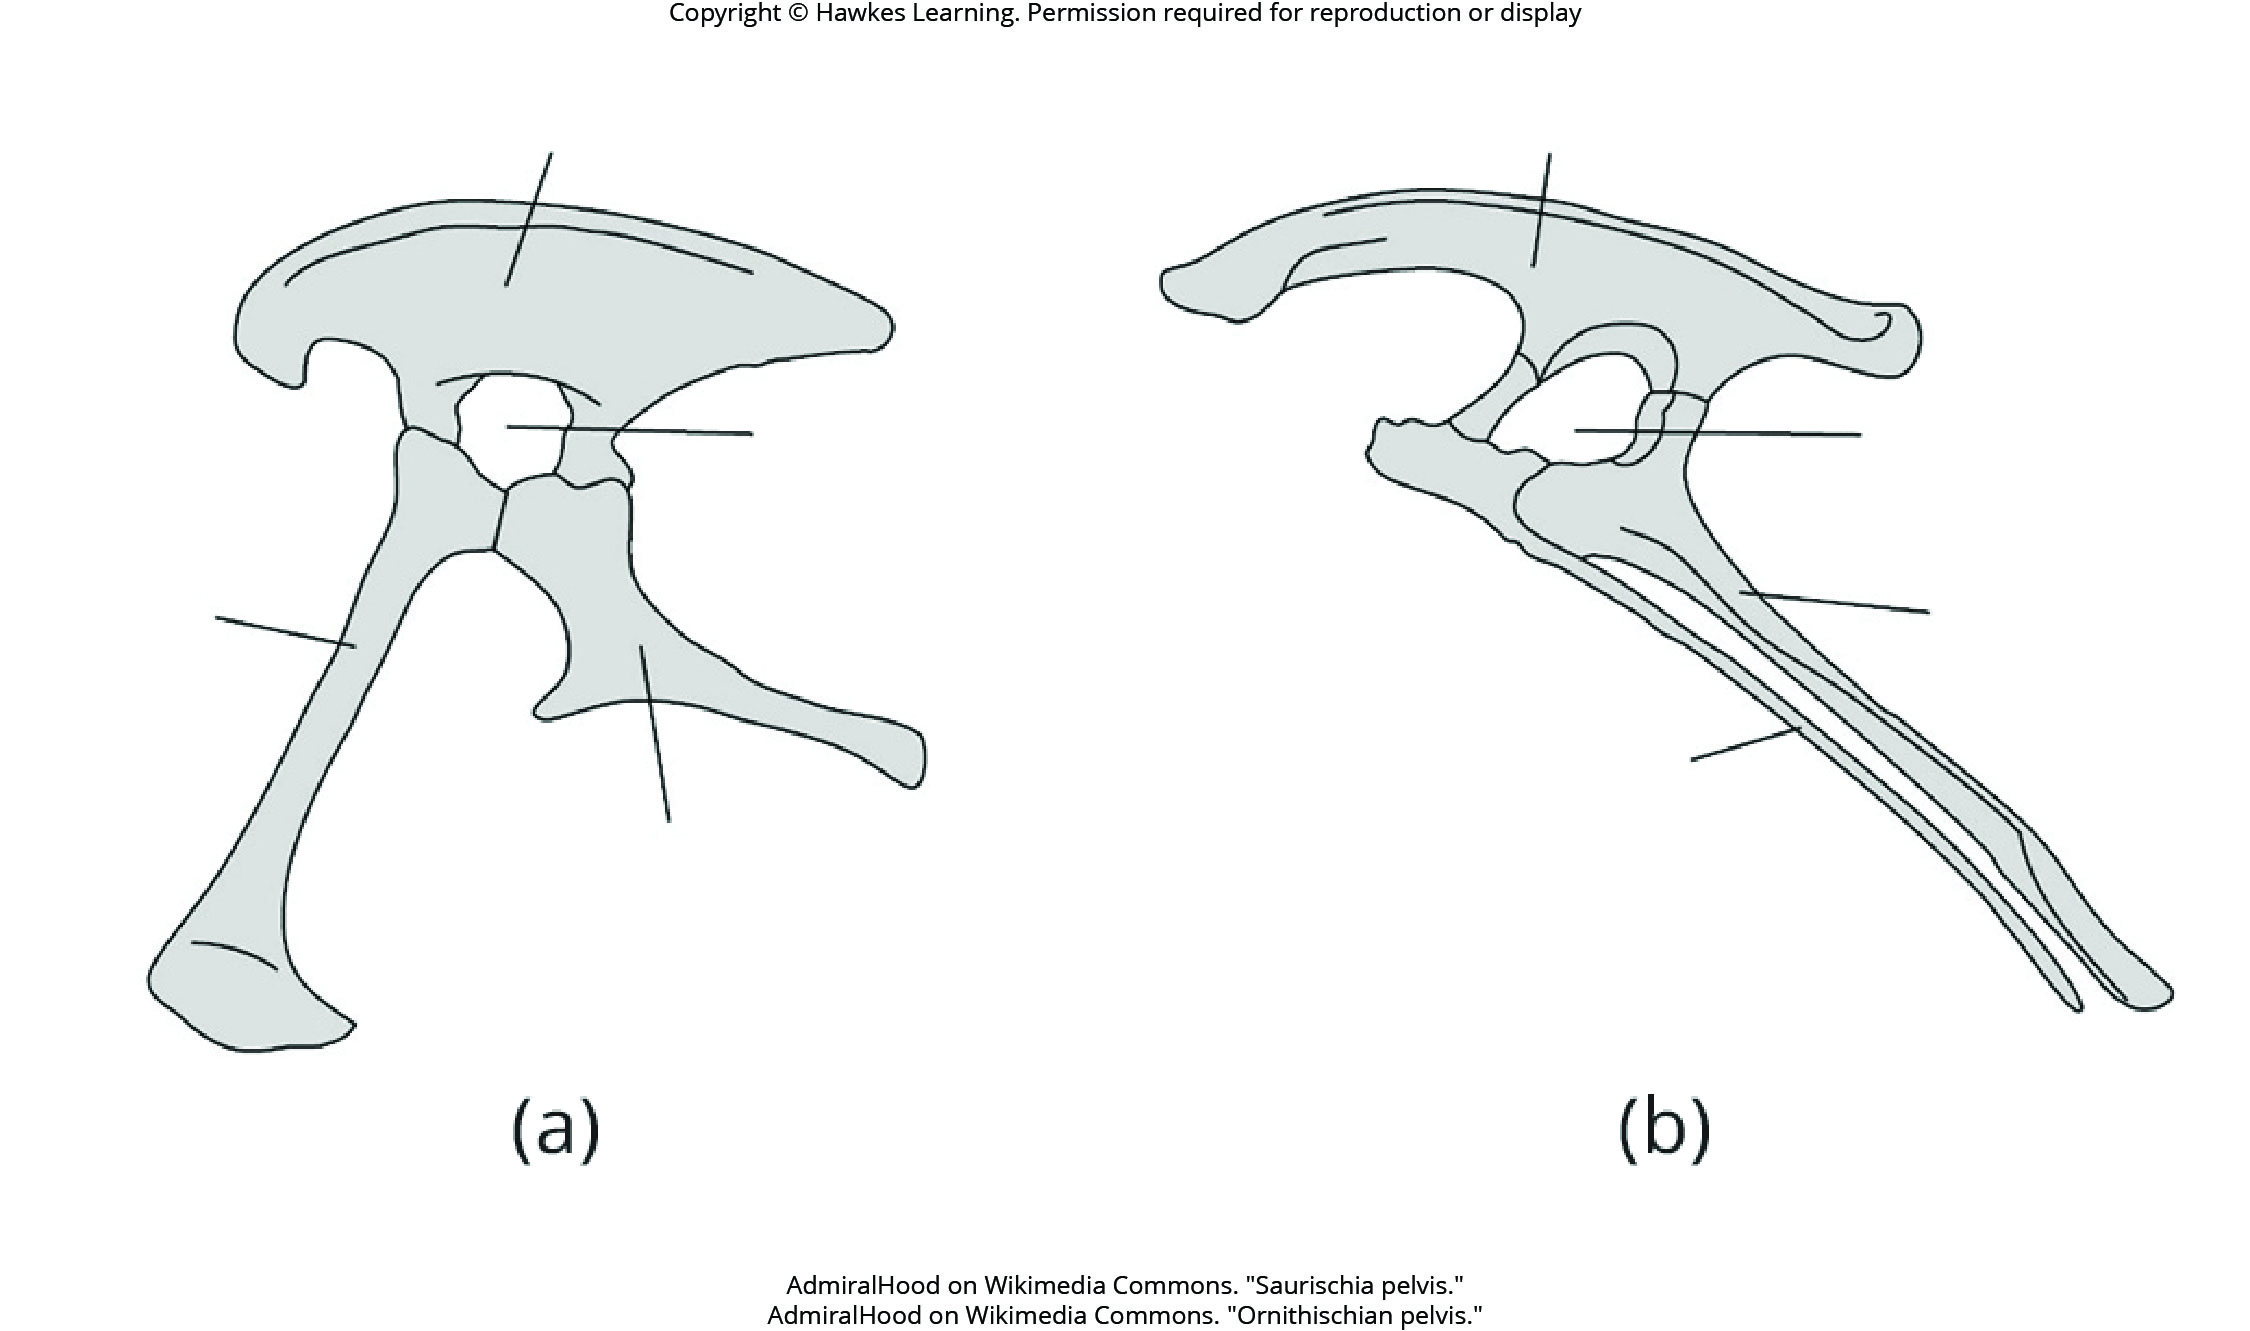 Copyright © Hawkes Learning. Permission required for reproduction or display
(a)
(b)
AdmiralHood on Wikimedia Commons. "Saurischia pelvis."
AdmiralHood on Wikimedia Commons. "Ornithischian pelvis."